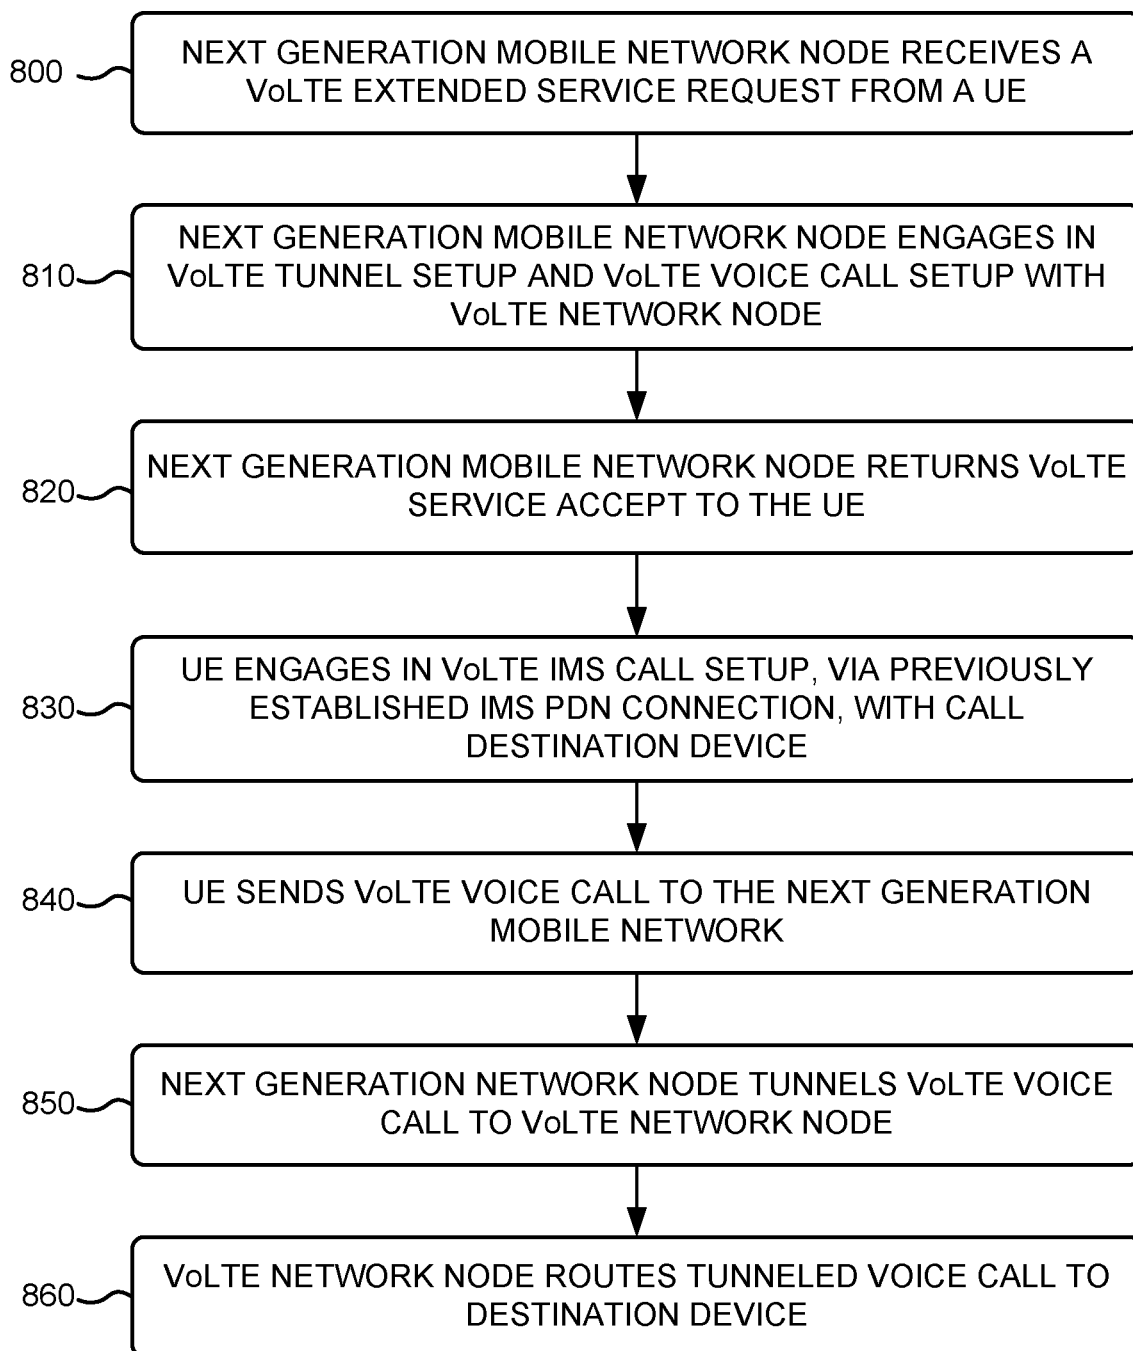 800
NEXT GENERATION MOBILE NETWORK NODE RECEIVES A
VoLTE EXTENDED SERVICE REQUEST FROM A UE
810
NEXT GENERATION MOBILE NETWORK NODE ENGAGES IN
VoLTE TUNNEL SETUP AND VoLTE VOICE CALL SETUP WITH
VoLTE NETWORK NODE
820
NEXT GENERATION MOBILE NETWORK NODE RETURNS VoLTE
SERVICE ACCEPT TO THE UE
830
UE ENGAGES IN VoLTE IMS CALL SETUP, VIA PREVIOUSLY
ESTABLISHED IMS PDN CONNECTION, WITH CALL
DESTINATION DEVICE
840
UE SENDS VoLTE VOICE CALL TO THE NEXT GENERATION
MOBILE NETWORK
850
NEXT GENERATION NETWORK NODE TUNNELS VoLTE VOICE
CALL TO VoLTE NETWORK NODE
860
VoLTE NETWORK NODE ROUTES TUNNELED VOICE CALL TO
DESTINATION DEVICE